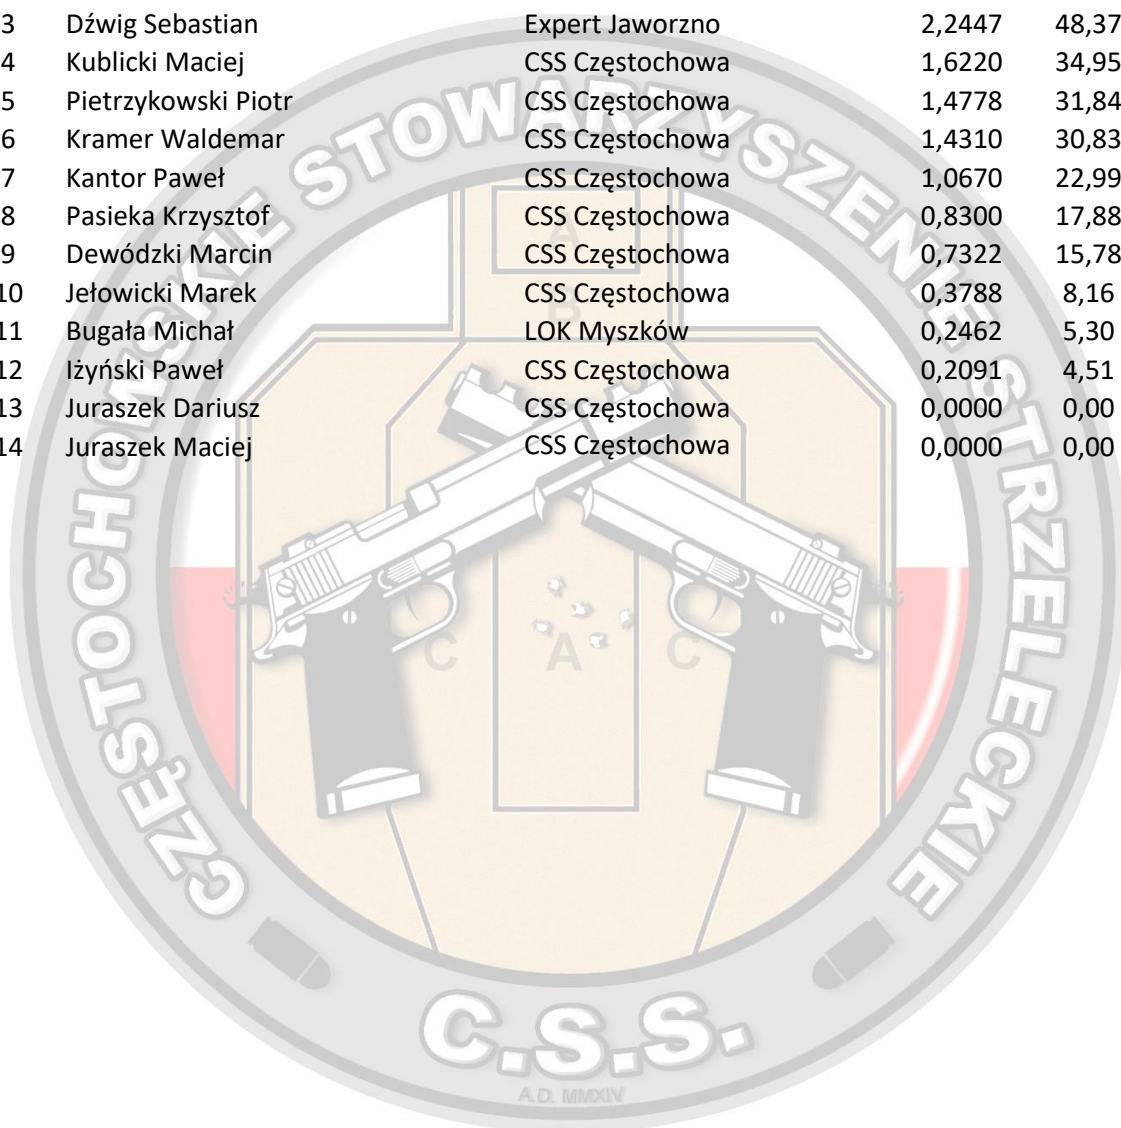 3 Dźwig Sebastian Expert Jaworzno 2,2447 48,37
4 Kublicki Maciej CSS Częstochowa 1,6220 34,95
5 Pietrzykowski Piotr CSS Częstochowa 1,4778 31,84
6 Kramer Waldemar CSS Częstochowa 1,4310 30,83
7 Kantor Paweł CSS Częstochowa 1,0670 22,99
8 Pasieka Krzysztof CSS Częstochowa 0,8300 17,88
9 Dewódzki Marcin CSS Częstochowa 0,7322 15,78
10 Jełowicki Marek CSS Częstochowa 0,3788 8,16
11 Bugała Michał LOK Myszków 0,2462 5,30
12 Iżyński Paweł CSS Częstochowa 0,2091 4,51
13 Juraszek Dariusz CSS Częstochowa 0,0000 0,00
14 Juraszek Maciej CSS Częstochowa 0,0000 0,00
CZĘSTOCHOWSKIE STOWARZYSZENIE STRZELECKIE
A
B
C A C
C.S.S.
A.D. MMXIV